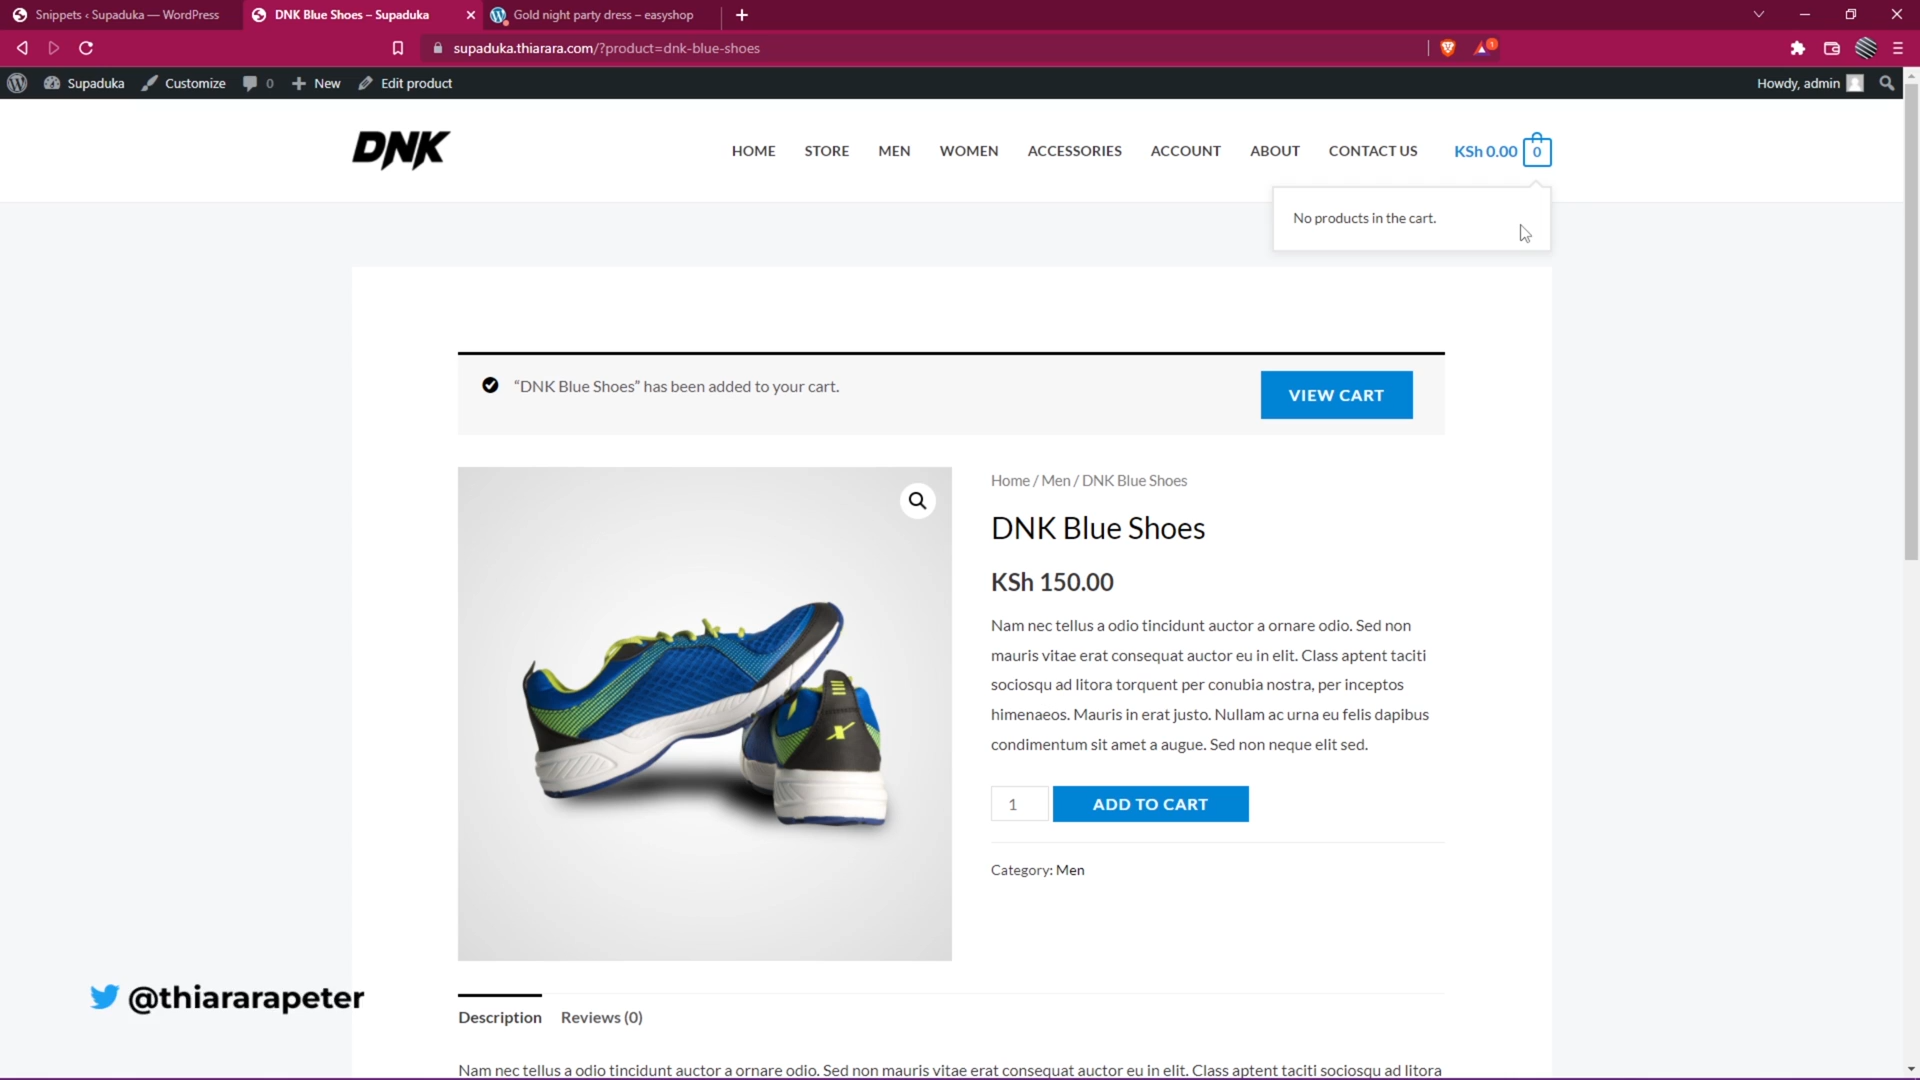 Snippets ‹ Supaduka — WordPress
DNK Blue Shoes – Supaduka
Gold night party dress – easyshop
supaduka.thiarara.com/?product=dnk-blue-shoes
1
Supaduka
Customize
0
New
Edit product
Howdy, admin
DNK
HOME
STORE
MEN
WOMEN
ACCESSORIES
ACCOUNT
ABOUT
CONTACT US
KSh 0.00
0
No products in the cart.
“DNK Blue Shoes” has been added to your cart.
VIEW CART
Home / Men / DNK Blue Shoes
DNK Blue Shoes
KSh 150.00
Nam nec tellus a odio tincidunt auctor a ornare odio. Sed non
mauris vitae erat consequat auctor eu in elit. Class aptent taciti
sociosqu ad litora torquent per conubia nostra, per inceptos
himenaeos. Mauris in erat justo. Nullam ac urna eu felis dapibus
condimentum sit amet a augue. Sed non neque elit sed.
1
ADD TO CART
Category: Men
@thiararapeter
Description
Reviews (0)
Nam nec tellus a odio tincidunt auctor a ornare odio. Sed non mauris vitae erat consequat auctor eu in elit. Class aptent taciti sociosqu ad litora